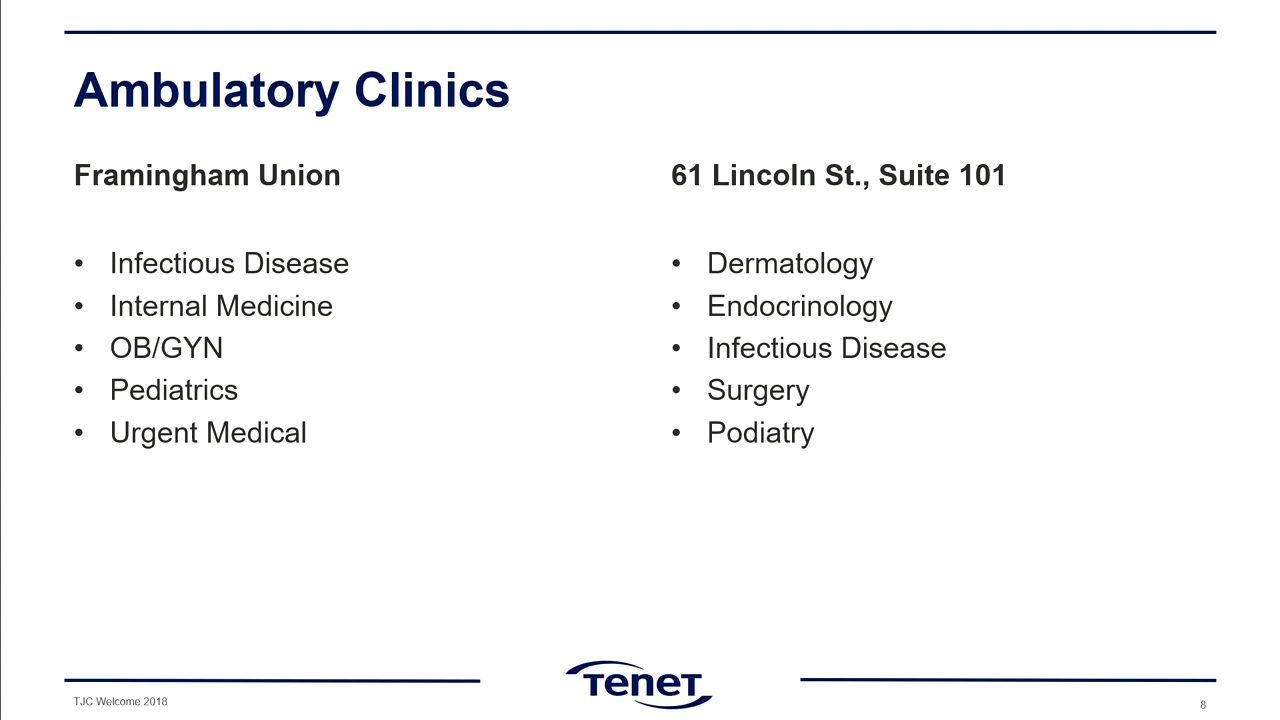 Ambulatory Clinics
Framingham Union
• Infectious Disease
• Internal Medicine
• OB/GYN
• Pediatrics
• Urgent Medical
61 Lincoln St., Suite 101
• Dermatology
• Endocrinology
• Infectious Disease
• Surgery
• Podiatry
TJC Welcome 2018
Tenet
8